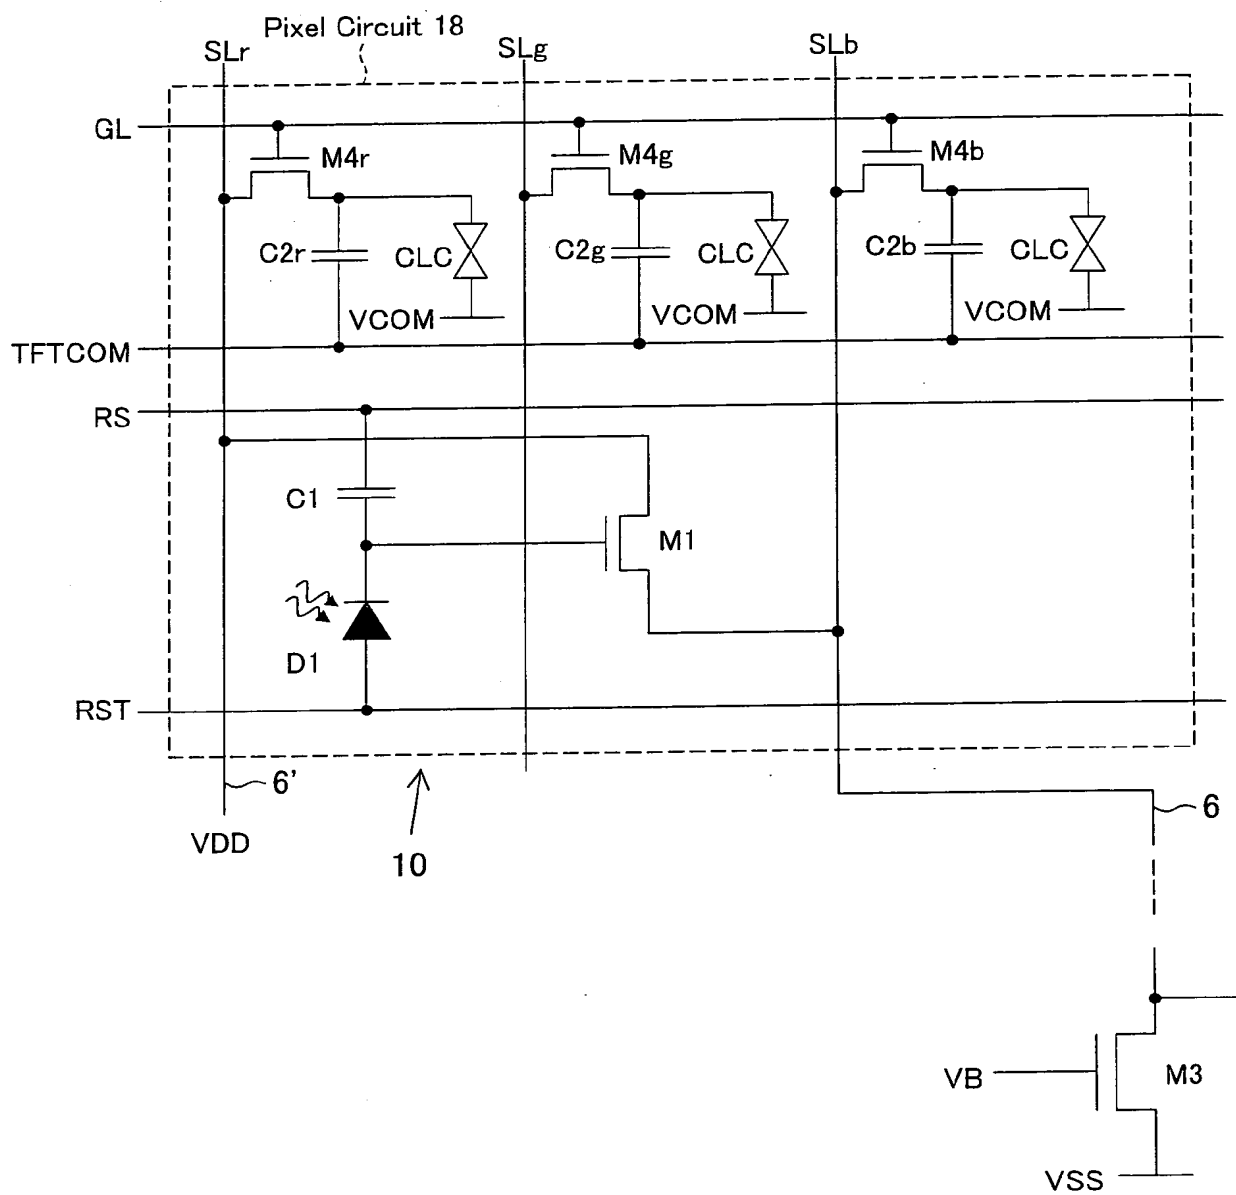 Pixel Circuit 18
SLr
SLg
SLb
GL
M4r
M4g
M4b
C2r
CLC
C2g
CLC
C2b
CLC
VCOM
VCOM
VCOM
TFTCOM
RS
C1
M1
D1
RST
6'
6
VDD
10
VB
M3
VSS